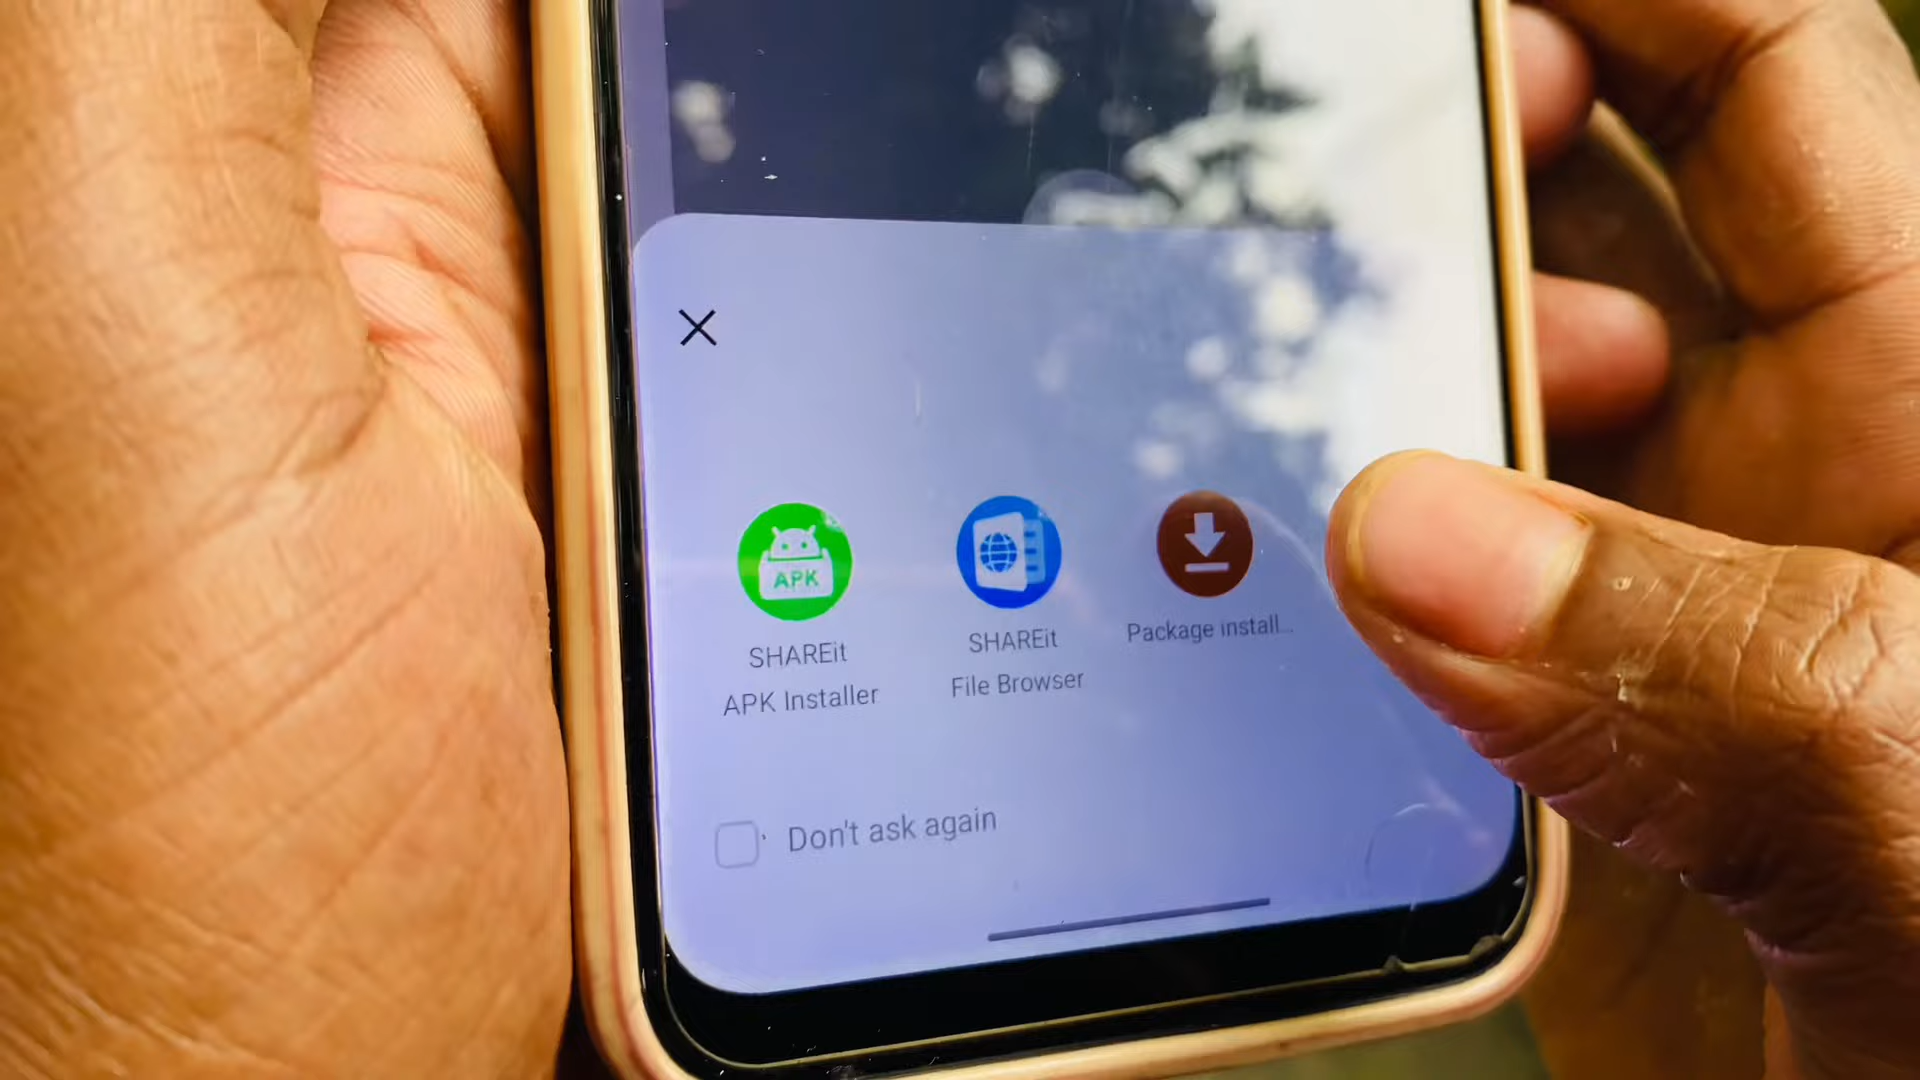 APK
SHAREit
APK Installer
SHAREit
File Browser
Package install...
Don't ask again